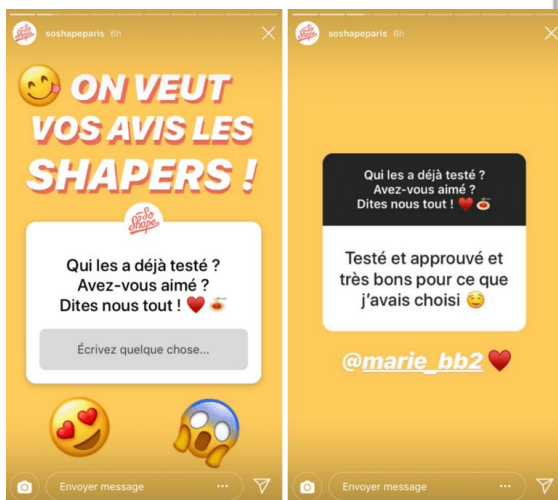 soshapeparis 6h
😋 ON VEUT
VOS AVIS LES
SHAPERS !
So
Shape
Qui les a déjà testé ?
Avez-vous aimé ?
Dites nous tout ! ♥️ 🍝
Écrivez quelque chose...
Envoyer message
soshapeparis 6h
Qui les a déjà testé ?
Avez-vous aimé ?
Dites nous tout ! ♥️ 🍝
Testé et approuvé et
très bons pour ce que
j'avais choisi 😌
@marie_bb2 ♥️
Envoyer message